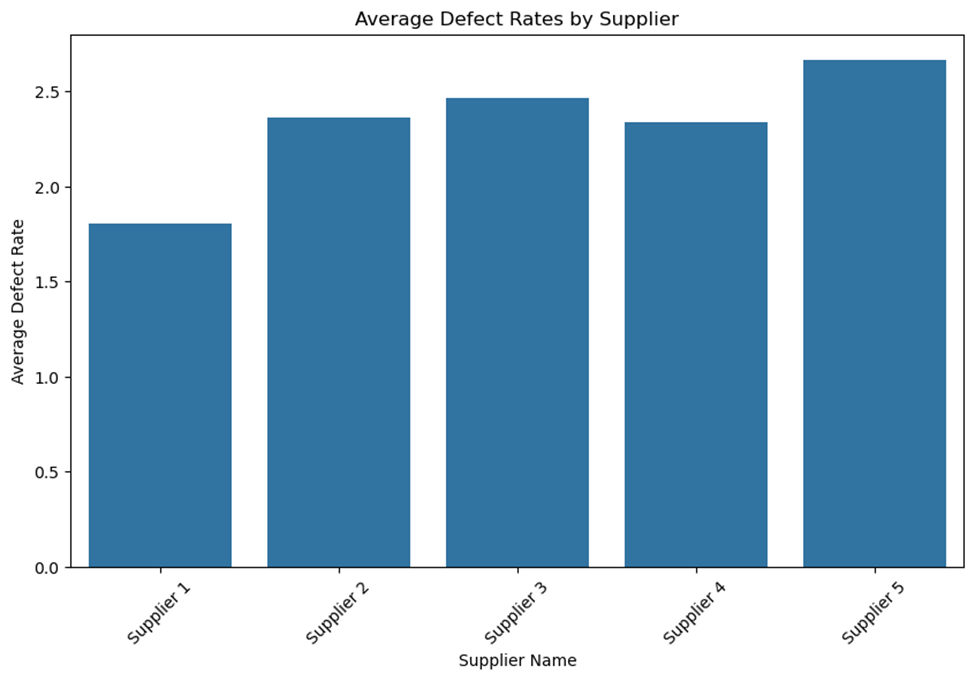 Average Defect Rates by Supplier
Average Defect Rate
2.5
2.0
1.5
1.0
0.5
0.0
Supplier 1
Supplier 2
Supplier 3
Supplier 4
Supplier 5
Supplier Name